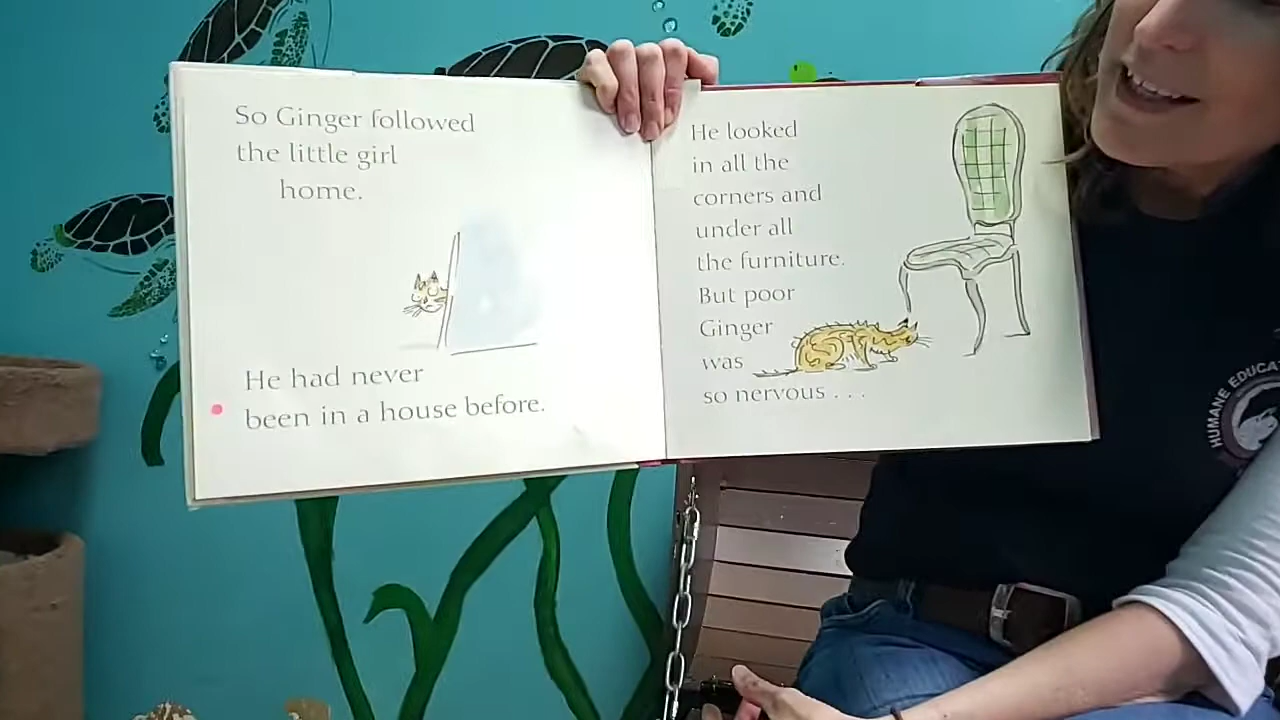 So Ginger followed
the little girl
home.
He had never
been in a house before.
He looked
in all the
corners and
under all
the furniture.
But poor
Ginger
was
so nervous . . .
HUMANE